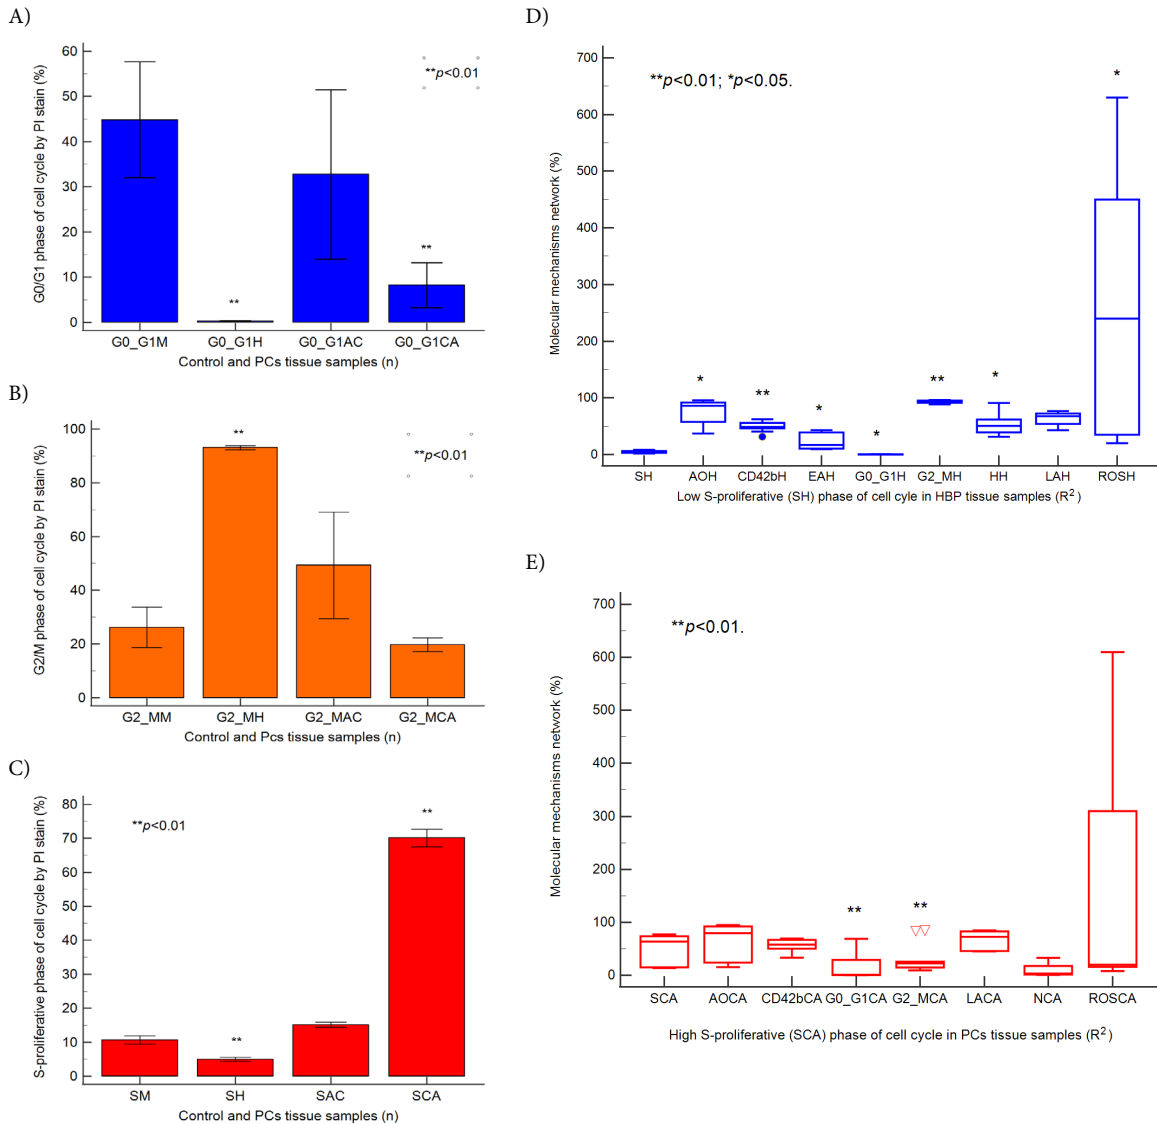 A)
G0/G1 phase of cell cycle by PI stain (%)
60
50
40
30
20
10
0
**p<0.01
**
**
G0_G1M G0_G1H G0_G1AC G0_G1CA
Control and PCs tissue samples (n)
B)
G2/M phase of cell cycle by PI stain (%)
100
80
60
40
20
0
**
**p<0.01
G2_MM G2_MH G2_MAC G2_MCA
Control and Pcs tissue samples (n)
C)
S-proliferative phase of cell cycle by PI stain (%)
80
70
60
50
40
30
20
10
0
**p<0.01
**
**
SM SH SAC SCA
Control and PCs tissue samples (n)
D)
Molecular mechanisms network (%)
700
600
500
400
300
200
100
0
**p<0.01; *p<0.05.
*
* ** * * ** *
SH AOH CD42bH EAH G0_G1H G2_MH HH LAH ROSH
Low S-proliferative (SH) phase of cell cyle in HBP tissue samples (R²)
E)
Molecular mechanisms network (%)
700
600
500
400
300
200
100
0
**p<0.01.
** **
SCA AOCA CD42bCA G0_G1CA G2_MCA LACA NCA ROSCA
High S-proliferative (SCA) phase of cell cycle in PCs tissue samples (R²)